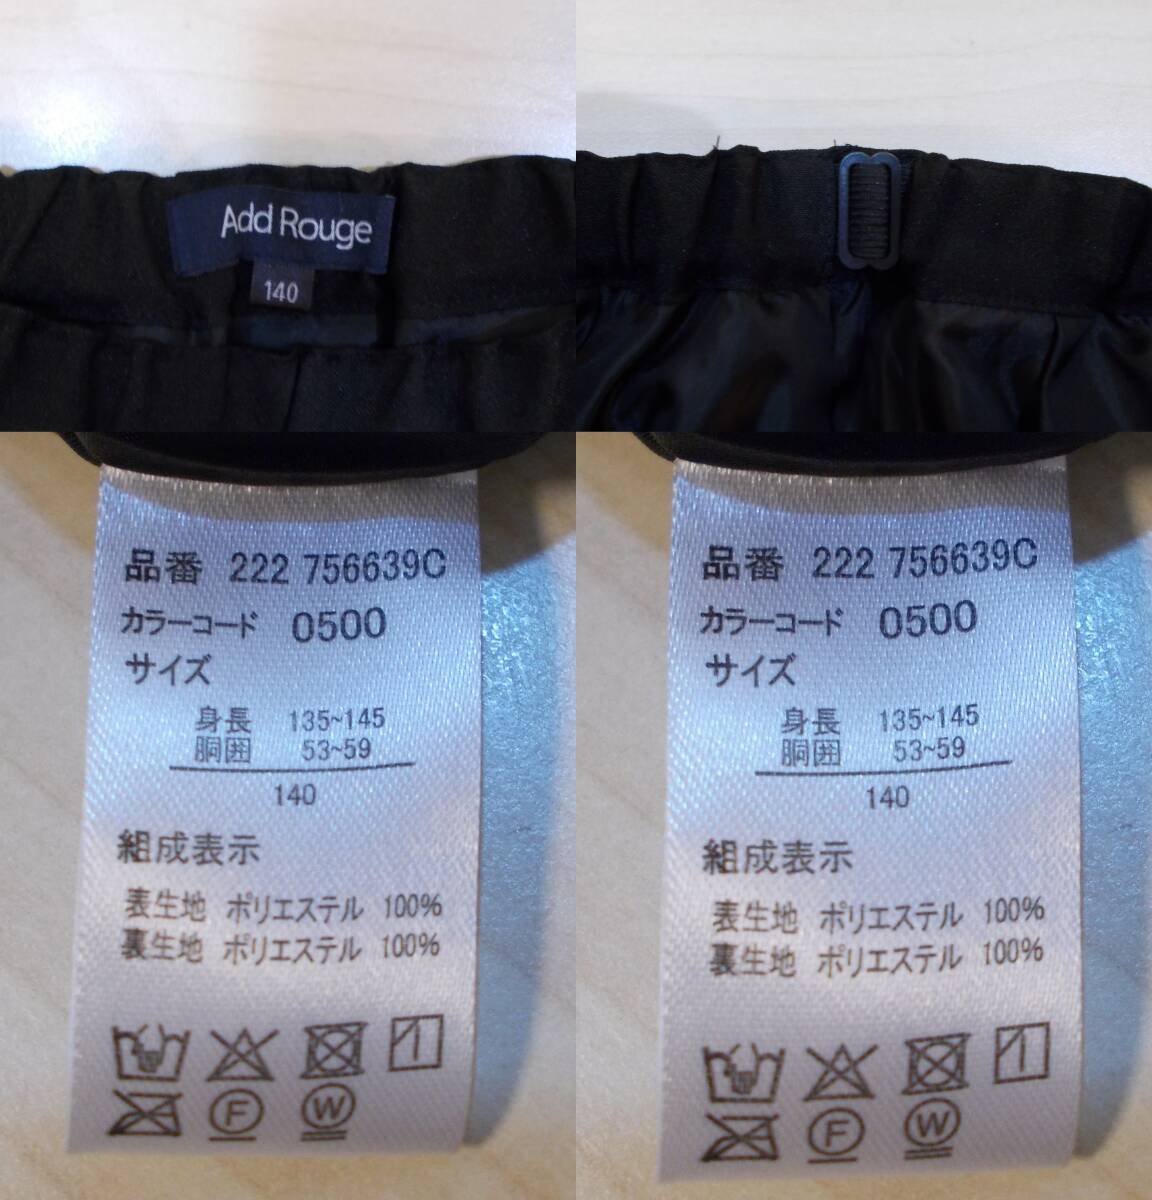 Add Rouge
140
品番 222 756639C
カラーコード 0500
サイズ
身長 135~145
胴囲 53~59
140
組成表示
表生地 ポリエステル 100%
裏生地 ポリエステル 100%
F W
品番 222 756639C
カラーコード 0500
サイズ
身長 135~145
胴囲 53~59
140
組成表示
表生地 ポリエステル 100%
裏生地 ポリエステル 100%
F W